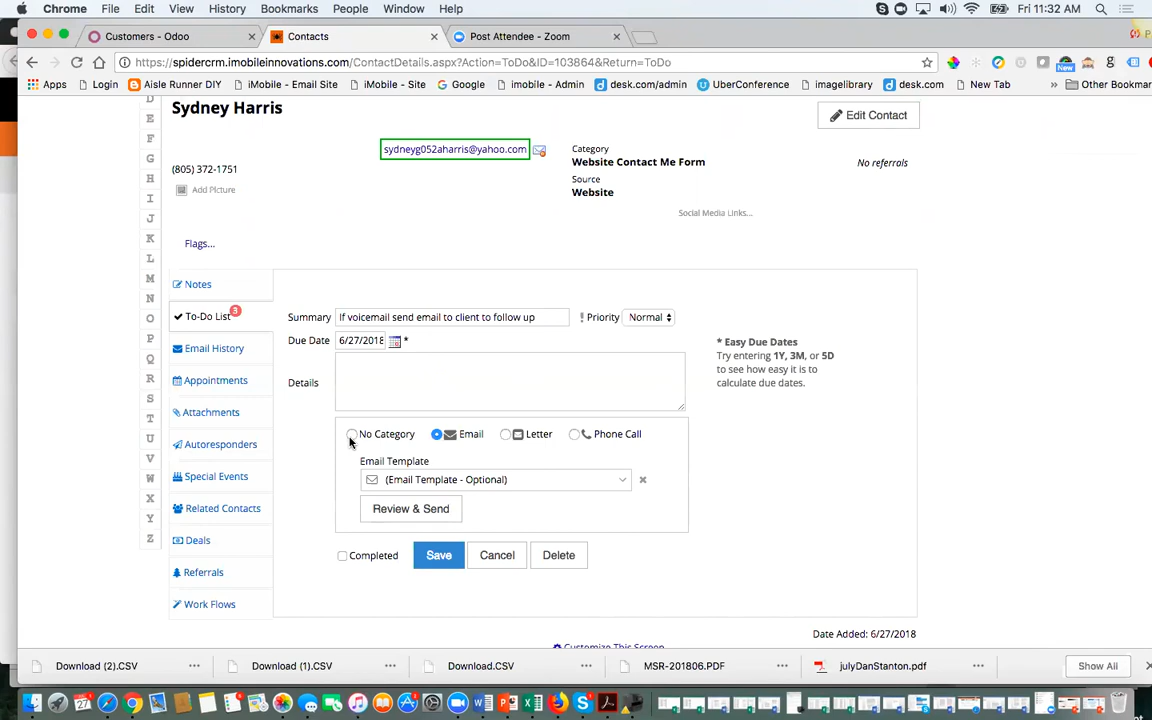 Chrome File Edit View History Bookmarks People Window Help Fri 11:32 AM
Customers - Odoo Contacts Post Attendee - Zoom
spidercrm.imobileinnovations.com/ContactDetails.aspx?Action=ToDo&ID=103864&Return=ToDo New
Apps Login Aisle Runner DIY iMobile - Email Site iMobile - Site Google imobile - Admin desk.com/admin UberConference imagelibrary desk.com New Tab » Other Bookmar
Sydney Harris
Edit Contact
sydneyg052aharris@yahoo.com
Category
Website Contact Me Form
No referrals
(805) 372-1751
Source
Website
Add Picture
Social Media Links...
Flags...
D
E
F
G
H
I
J
K
L
M
N
O
P
Q
R
S
T
U
V
W
X
Y
Z
Notes
To-Do List 3
Email History
Appointments
Attachments
Autoresponders
Special Events
Related Contacts
Deals
Referrals
Work Flows
Summary If voicemail send email to client to follow up ! Priority Normal
Due Date 6/27/2018 *
Details
* Easy Due Dates
Try entering 1Y, 3M, or 5D
to see how easy it is to
calculate due dates.
No Category Email Letter Phone Call
Email Template
(Email Template - Optional)
Review & Send
Completed Save Cancel Delete
Date Added: 6/27/2018
Customize This Screen
Download (2).CSV Download (1).CSV Download.CSV MSR-201806.PDF julyDanStanton.pdf Show All